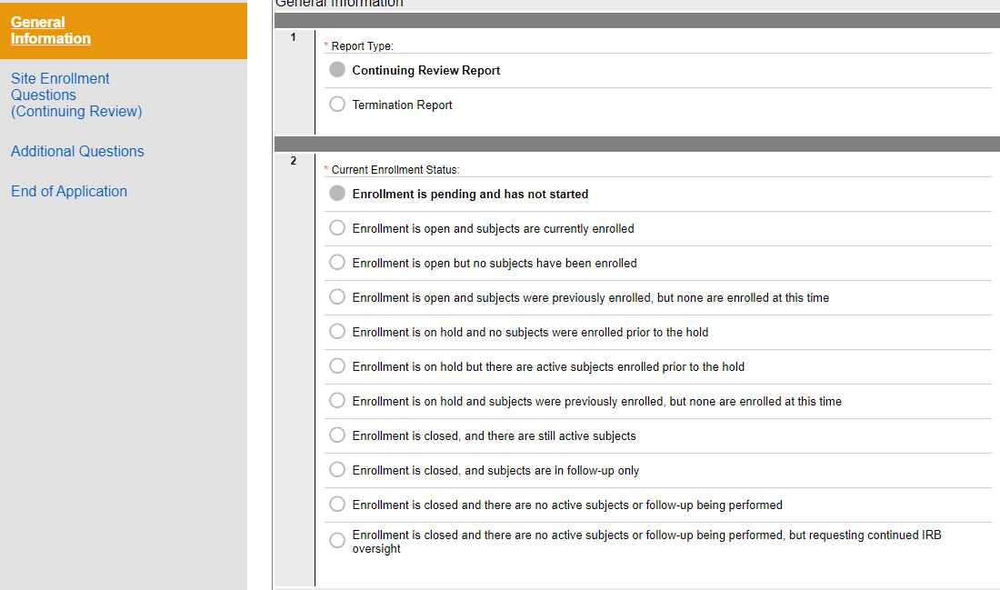 General Information
General
Information
Site Enrollment
Questions
(Continuing Review)
Additional Questions
End of Application
1
* Report Type:
Continuing Review Report
Termination Report
2
* Current Enrollment Status:
Enrollment is pending and has not started
Enrollment is open and subjects are currently enrolled
Enrollment is open but no subjects have been enrolled
Enrollment is open and subjects were previously enrolled, but none are enrolled at this time
Enrollment is on hold and no subjects were enrolled prior to the hold
Enrollment is on hold but there are active subjects enrolled prior to the hold
Enrollment is on hold and subjects were previously enrolled, but none are enrolled at this time
Enrollment is closed, and there are still active subjects
Enrollment is closed, and subjects are in follow-up only
Enrollment is closed and there are no active subjects or follow-up being performed
Enrollment is closed and there are no active subjects or follow-up being performed, but requesting continued IRB
oversight